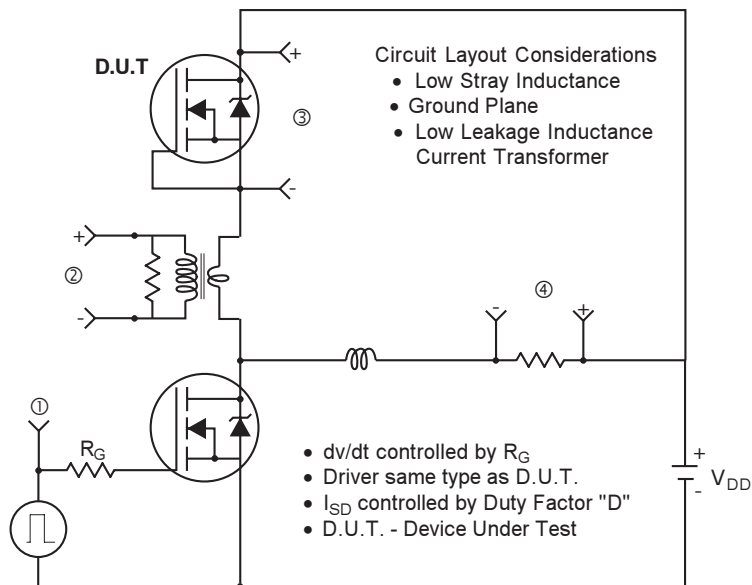 D.U.T
+
③
-
Circuit Layout Considerations
• Low Stray Inductance
• Ground Plane
• Low Leakage Inductance
Current Transformer
+
②
-
④
- +
①
R_G
• dv/dt controlled by R_G
• Driver same type as D.U.T.
• I_SD controlled by Duty Factor "D"
• D.U.T. - Device Under Test
+
V_DD
-